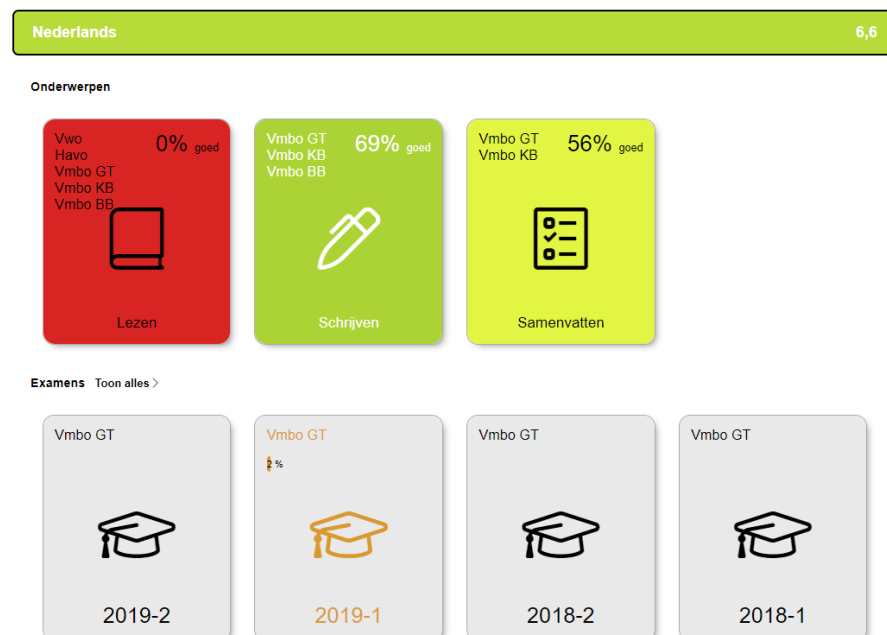 Nederlands 6,6
Onderwerpen
Vwo
Havo
Vmbo GT
Vmbo KB
Vmbo BB
0% goed
Lezen
Vmbo GT
Vmbo KB
Vmbo BB
69% goed
Schrijven
Vmbo GT
Vmbo KB
56% goed
Samenvatten
Examens Toon alles >
Vmbo GT
2019-2
Vmbo GT
2 %
2019-1
Vmbo GT
2018-2
Vmbo GT
2018-1